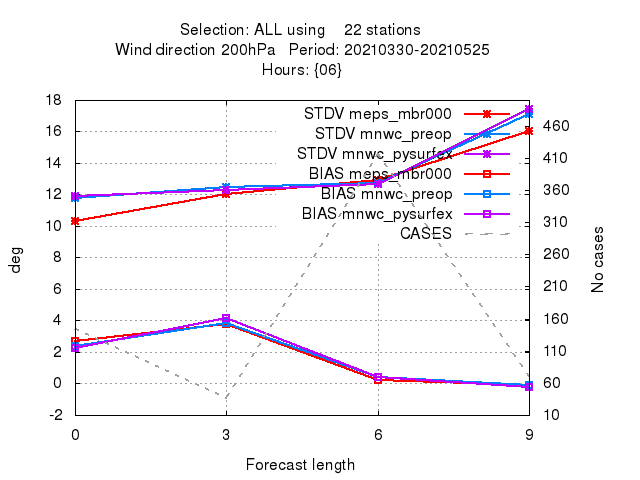 Selection: ALL using 22 stations
Wind direction 200hPa Period: 20210330-20210525
Hours: {06}
STDV meps_mbr000
STDV mnwc_preop
STDV mnwc_pysurfex
BIAS meps_mbr000
BIAS mnwc_preop
BIAS mnwc_pysurfex
CASES
deg
18
16
14
12
10
8
6
4
2
0
-2
460
410
360
310
260
210
160
110
60
10
No cases
0 3 6 9
Forecast length